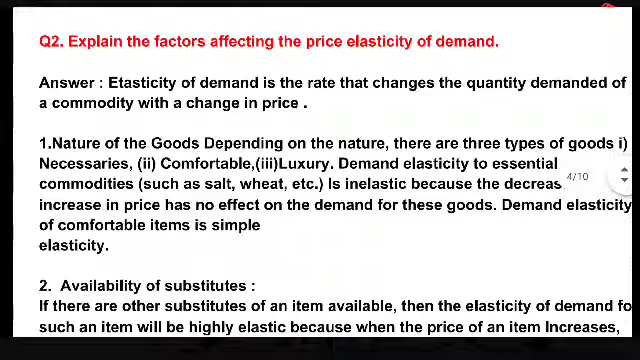 Q2. Explain the factors affecting the price elasticity of demand.
Answer : Etasticity of demand is the rate that changes the quantity demanded of
a commodity with a change in price .
1.Nature of the Goods Depending on the nature, there are three types of goods i)
Necessaries, (ii) Comfortable,(iii)Luxury. Demand elasticity to essential
commodities (such as salt, wheat, etc.) Is inelastic because the decreas
4/10
increase in price has no effect on the demand for these goods. Demand elasticity
of comfortable items is simple
elasticity.
2. Availability of substitutes :
If there are other substitutes of an item available, then the elasticity of demand fo
such an item will be highly elastic because when the price of an item Increases,